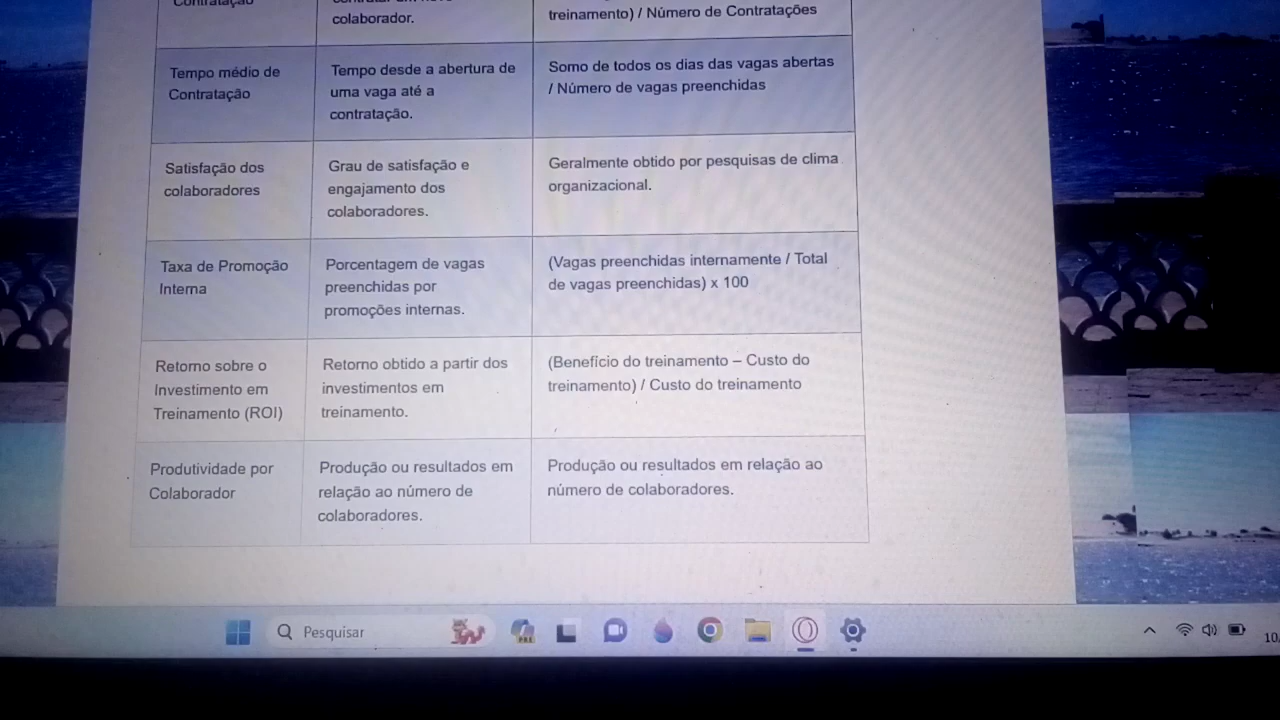 Contratação
colaborador.
treinamento) / Número de Contratações
Tempo médio de
Contratação
Tempo desde a abertura de
uma vaga até a
contratação.
Somo de todos os dias das vagas abertas
/ Número de vagas preenchidas
Satisfação dos
colaboradores
Grau de satisfação e
engajamento dos
colaboradores.
Geralmente obtido por pesquisas de clima
organizacional.
Taxa de Promoção
Interna
Porcentagem de vagas
preenchidas por
promoções internas.
(Vagas preenchidas internamente / Total
de vagas preenchidas) x 100
Retorno sobre o
Investimento em
Treinamento (ROI)
Retorno obtido a partir dos
investimentos em
treinamento.
(Benefício do treinamento – Custo do
treinamento) / Custo do treinamento
Produtividade por
Colaborador
Produção ou resultados em
relação ao número de
colaboradores.
Produção ou resultados em relação ao
número de colaboradores.
Pesquisar
PRE